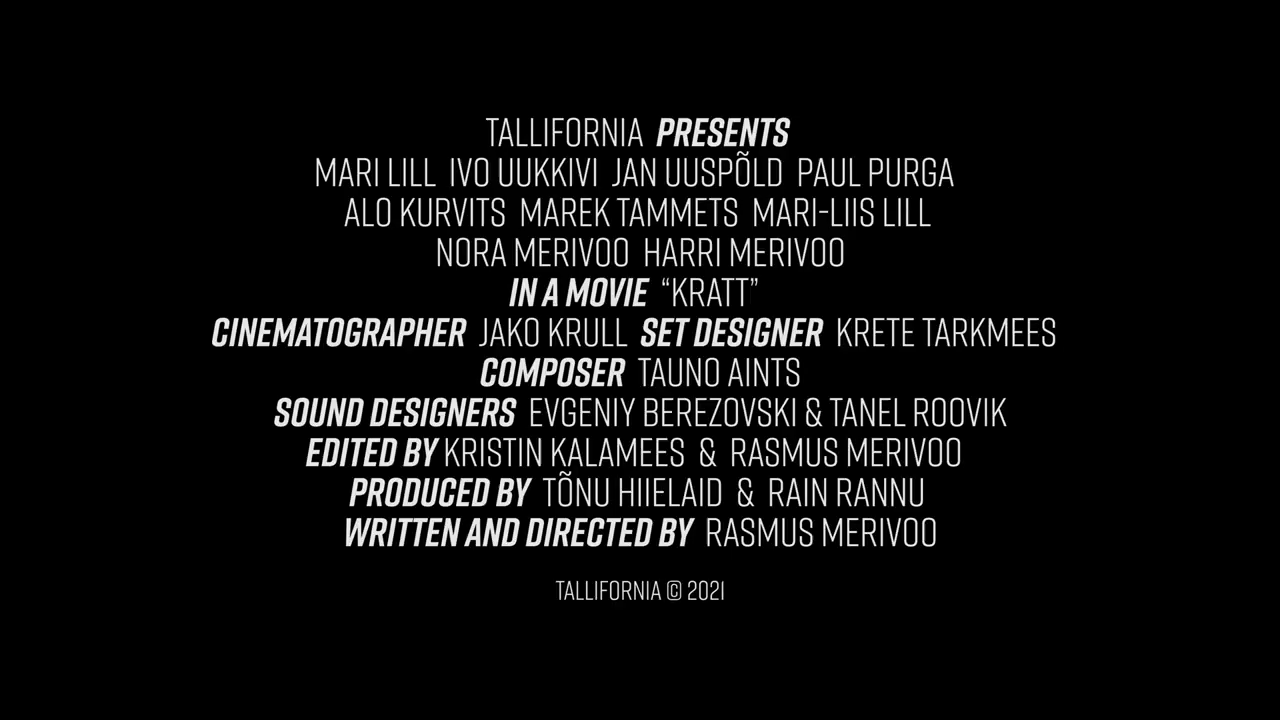 TALLIFORNIA PRESENTS
MARI LILL IVO UUKKIVI JAN UUSPÕLD PAUL PURGA
ALO KURVITS MAREK TAMMETS MARI-LIIS LILL
NORA MERIVOO HARRI MERIVOO
IN A MOVIE “KRATT”
CINEMATOGRAPHER JAKO KRULL SET DESIGNER KRETE TARKMEES
COMPOSER TAUNO AINTS
SOUND DESIGNERS EVGENIY BEREZOVSKI & TANEL ROOVIK
EDITED BY KRISTIN KALAMEES & RASMUS MERIVOO
PRODUCED BY TÕNU HIIELAID & RAIN RANNU
WRITTEN AND DIRECTED BY RASMUS MERIVOO
TALLIFORNIA © 2021